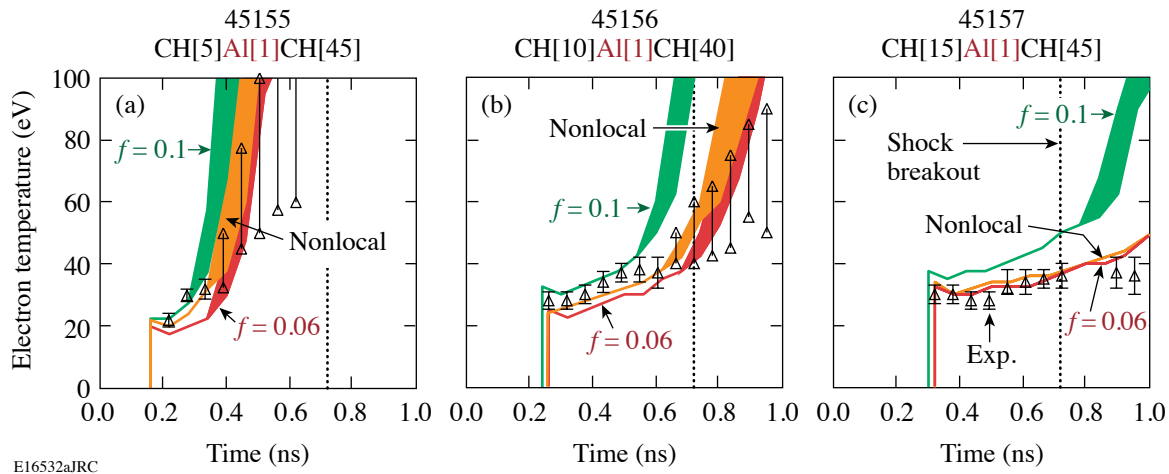 45155
CH[5]Al[1]CH[45]
45156
CH[10]Al[1]CH[40]
45157
CH[15]Al[1]CH[45]
Electron temperature (eV)
100
80
60
40
20
0
(a)
f = 0.1
Nonlocal
f = 0.06
0.0 0.2 0.4 0.6 0.8 1.0
Time (ns)
(b)
Nonlocal
f = 0.1
f = 0.06
0.0 0.2 0.4 0.6 0.8 1.0
Time (ns)
(c)
f = 0.1
Shock
breakout
Nonlocal
f = 0.06
Exp.
0.0 0.2 0.4 0.6 0.8 1.0
Time (ns)
E16532aJRC